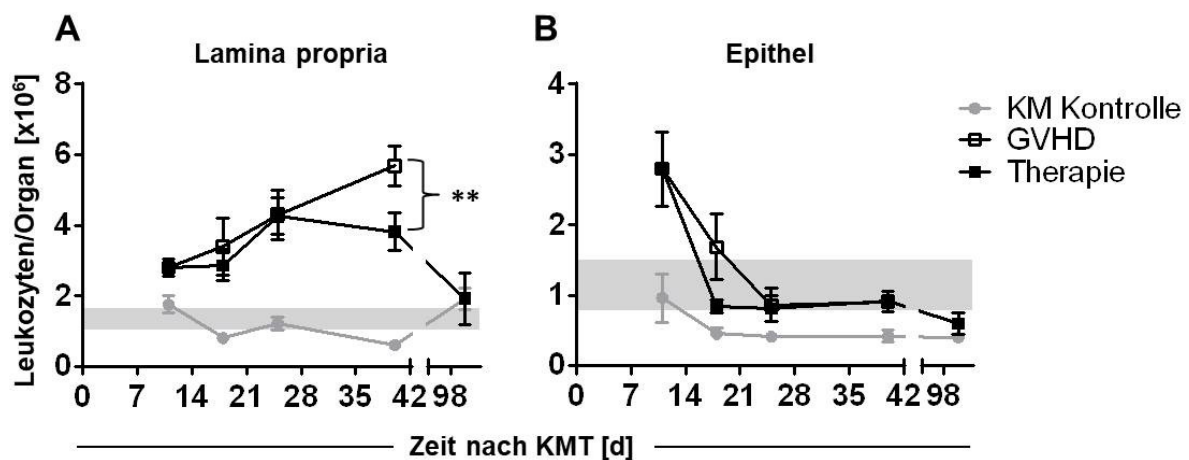 A
B
Lamina propria
Epithel
Leukozyten/Organ [x10⁶]
8
6
4
2
0
**
0 7 14 21 28 35 42 98
4
3
2
1
0
0 7 14 21 28 35 42 98
KM Kontrolle
GVHD
Therapie
Zeit nach KMT [d]